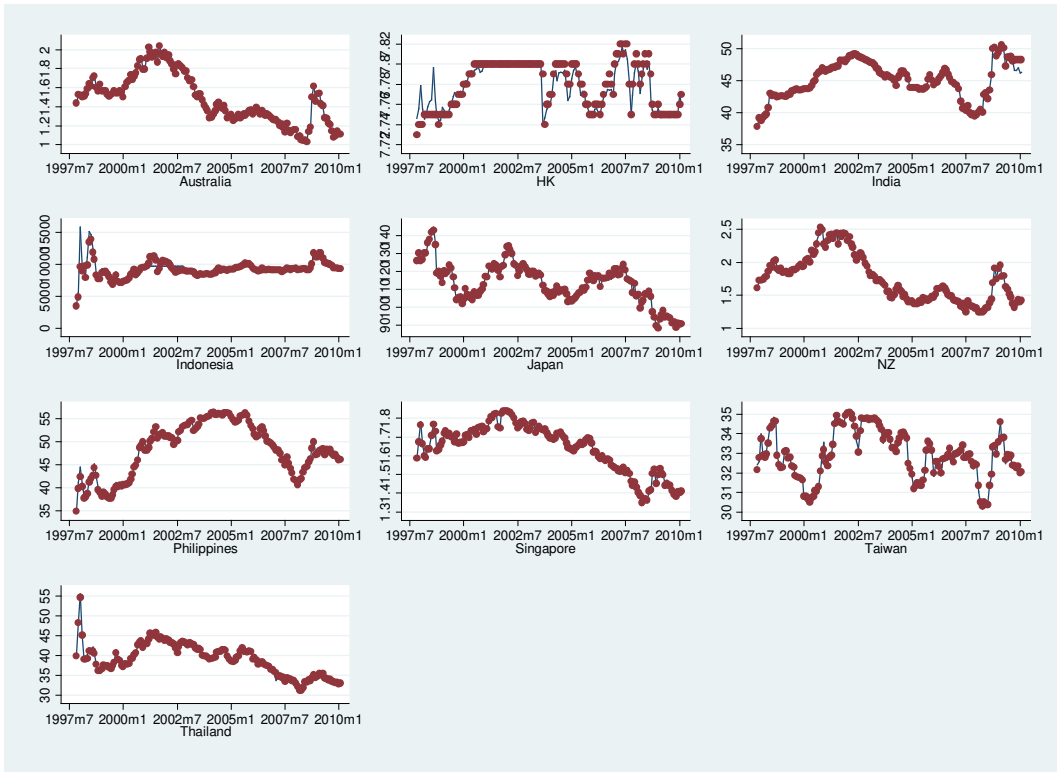 1 1.2 1.4 1.6 1.8 2
1997m7 2000m1 2002m7 2005m1 2007m7 2010m1
Australia
7.72 7.74 7.76 7.78 7.8 7.82
1997m7 2000m1 2002m7 2005m1 2007m7 2010m1
HK
35 40 45 50
1997m7 2000m1 2002m7 2005m1 2007m7 2010m1
India
0 5000 10000 15000
1997m7 2000m1 2002m7 2005m1 2007m7 2010m1
Indonesia
90 100 110 120 130 140
1997m7 2000m1 2002m7 2005m1 2007m7 2010m1
Japan
1 1.5 2 2.5
1997m7 2000m1 2002m7 2005m1 2007m7 2010m1
NZ
35 40 45 50 55
1997m7 2000m1 2002m7 2005m1 2007m7 2010m1
Philippines
1.3 1.4 1.5 1.6 1.7 1.8
1997m7 2000m1 2002m7 2005m1 2007m7 2010m1
Singapore
30 31 32 33 34 35
1997m7 2000m1 2002m7 2005m1 2007m7 2010m1
Taiwan
30 35 40 45 50 55
1997m7 2000m1 2002m7 2005m1 2007m7 2010m1
Thailand